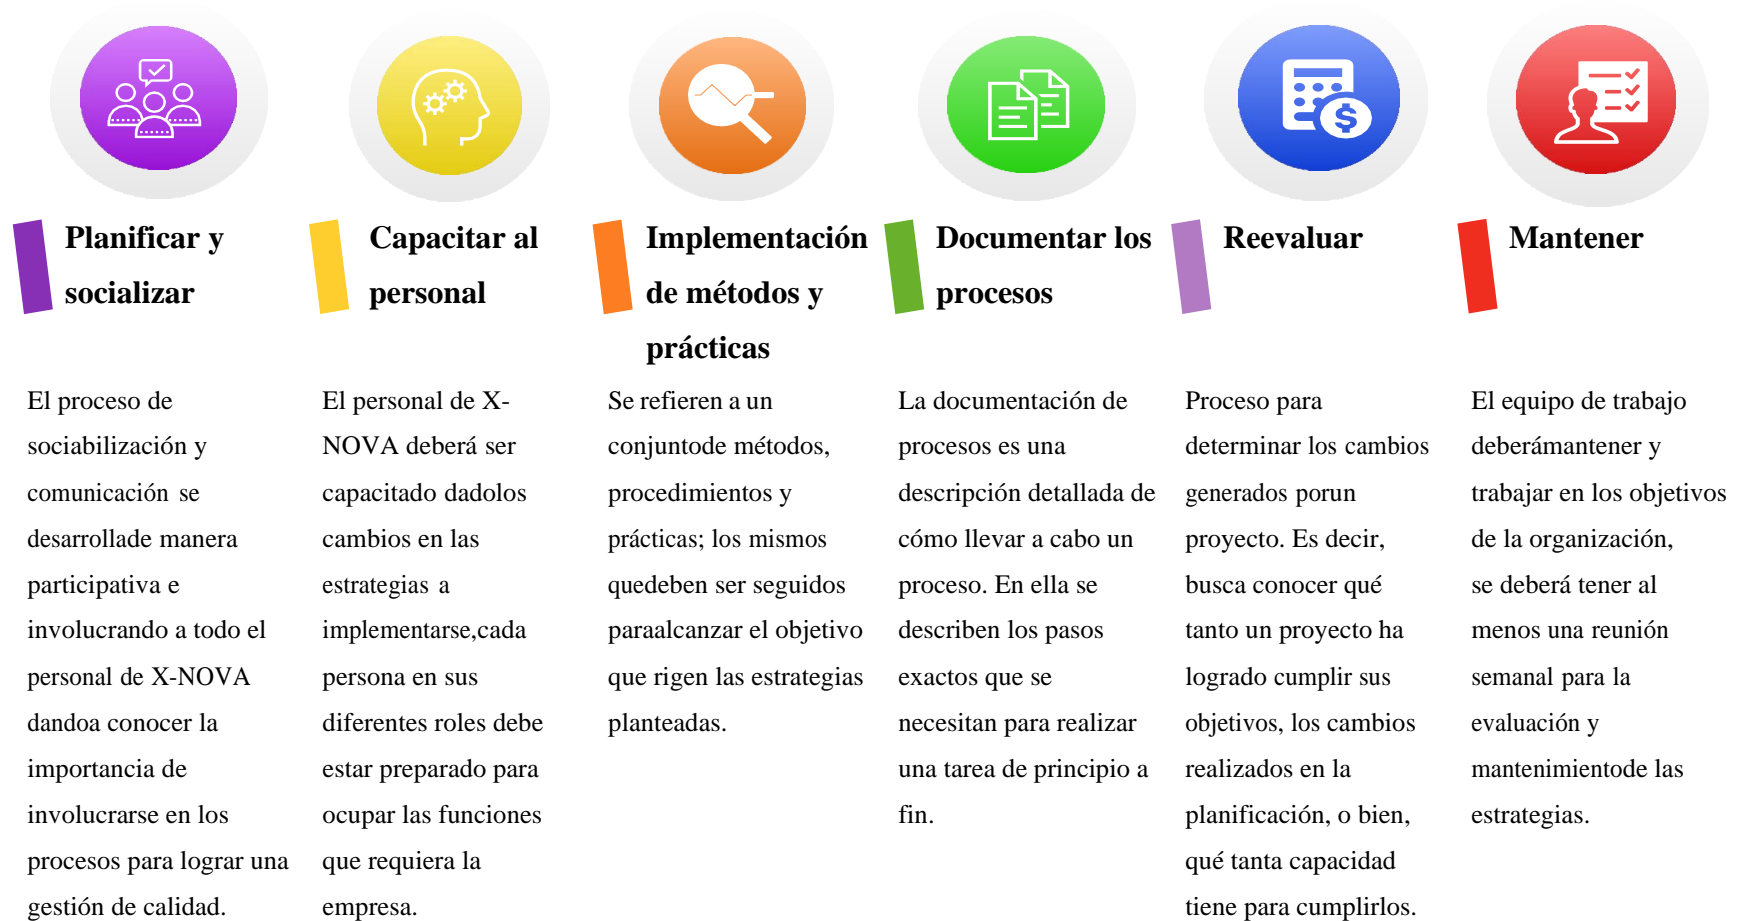 Planificar y
socializar
El proceso de
sociabilización y
comunicación se
desarrollade manera
participativa e
involucrando a todo el
personal de X-NOVA
dandoa conocer la
importancia de
involucrarse en los
procesos para lograr una
gestión de calidad.
Capacitar al
personal
El personal de X-
NOVA deberá ser
capacitado dadolos
cambios en las
estrategias a
implementarse,cada
persona en sus
diferentes roles debe
estar preparado para
ocupar las funciones
que requiera la
empresa.
Implementación
de métodos y
prácticas
Se refieren a un
conjuntode métodos,
procedimientos y
prácticas; los mismos
quedeben ser seguidos
paraalcanzar el objetivo
que rigen las estrategias
planteadas.
Documentar los
procesos
La documentación de
procesos es una
descripción detallada de
cómo llevar a cabo un
proceso. En ella se
describen los pasos
exactos que se
necesitan para realizar
una tarea de principio a
fin.
$
Reevaluar
Proceso para
determinar los cambios
generados porun
proyecto. Es decir,
busca conocer qué
tanto un proyecto ha
logrado cumplir sus
objetivos, los cambios
realizados en la
planificación, o bien,
qué tanta capacidad
tiene para cumplirlos.
Mantener
El equipo de trabajo
deberámantener y
trabajar en los objetivos
de la organización,
se deberá tener al
menos una reunión
semanal para la
evaluación y
mantenimientode las
estrategias.